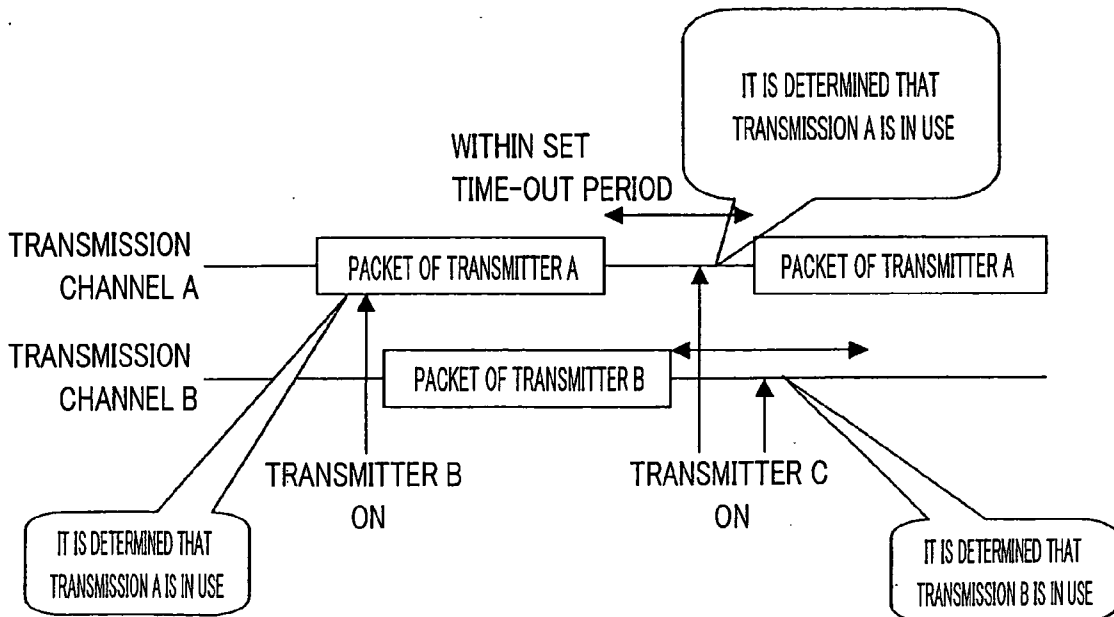 IT IS DETERMINED THAT
TRANSMISSION A IS IN USE
WITHIN SET
TIME-OUT PERIOD
TRANSMISSION
CHANNEL A
PACKET OF TRANSMITTER A
PACKET OF TRANSMITTER A
TRANSMISSION
CHANNEL B
PACKET OF TRANSMITTER B
TRANSMITTER B
ON
TRANSMITTER C
ON
IT IS DETERMINED THAT
TRANSMISSION A IS IN USE
IT IS DETERMINED THAT
TRANSMISSION B IS IN USE